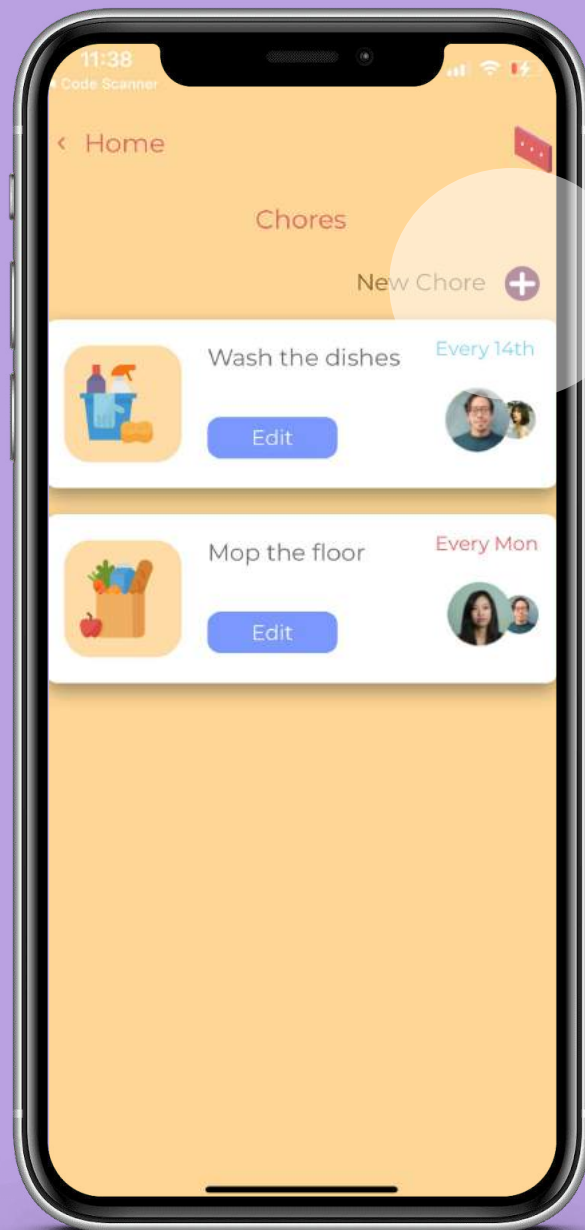 11:38
Code Scanner
Home
Chores
New Chore
Wash the dishes
Every 14th
Edit
Mop the floor
Every Mon
Edit